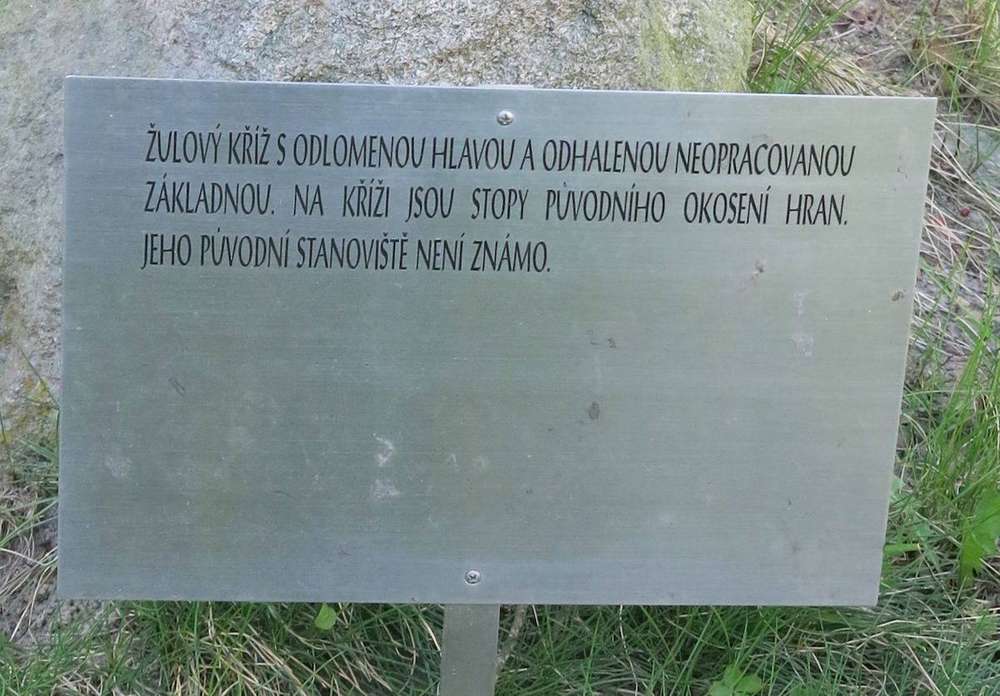 ŽULOVÝ KŘÍŽ S ODLOMENOU HLAVOU A ODHALENOU NEOPRACOVANOU
ZÁKLADNOU. NA KŘÍŽI JSOU STOPY PŮVODNÍHO OKOSENÍ HRAN.
JEHO PŮVODNÍ STANOVIŠTĚ NENÍ ZNÁMO.